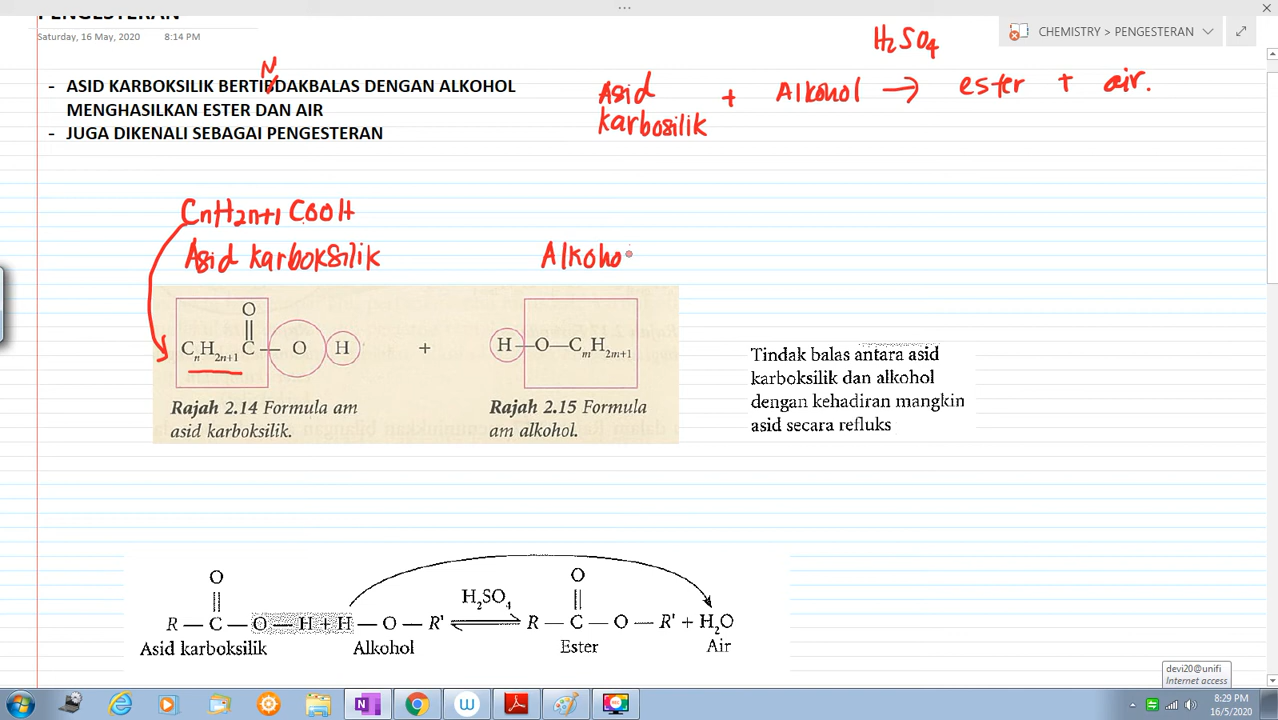 PENGESTERAN
Saturday, 16 May, 2020 8:14 PM
CHEMISTRY > PENGESTERAN
H₂SO₄
N
- ASID KARBOKSILIK BERTIPDAKBALAS DENGAN ALKOHOL
MENGHASILKAN ESTER DAN AIR
- JUGA DIKENALI SEBAGAI PENGESTERAN
Asid + Alkohol → ester + air.
karbosilik
CnH2n+1 COOH
Asid karboksilik
Alkoho
O
CₙH₂ₙ₊₁ C — O H + H — O — CₘH₂ₘ₊₁
Rajah 2.14 Formula am
asid karboksilik.
Rajah 2.15 Formula
am alkohol.
Tindak balas antara asid
karboksilik dan alkohol
dengan kehadiran mangkin
asid secara refluks
O O
H₂SO₄
R — C — O — H + H — O — R' ⇌ R — C — O — R' + H₂O
Asid karboksilik Alkohol Ester Air
devi20@unifi
Internet access
8:29 PM
16/5/2020